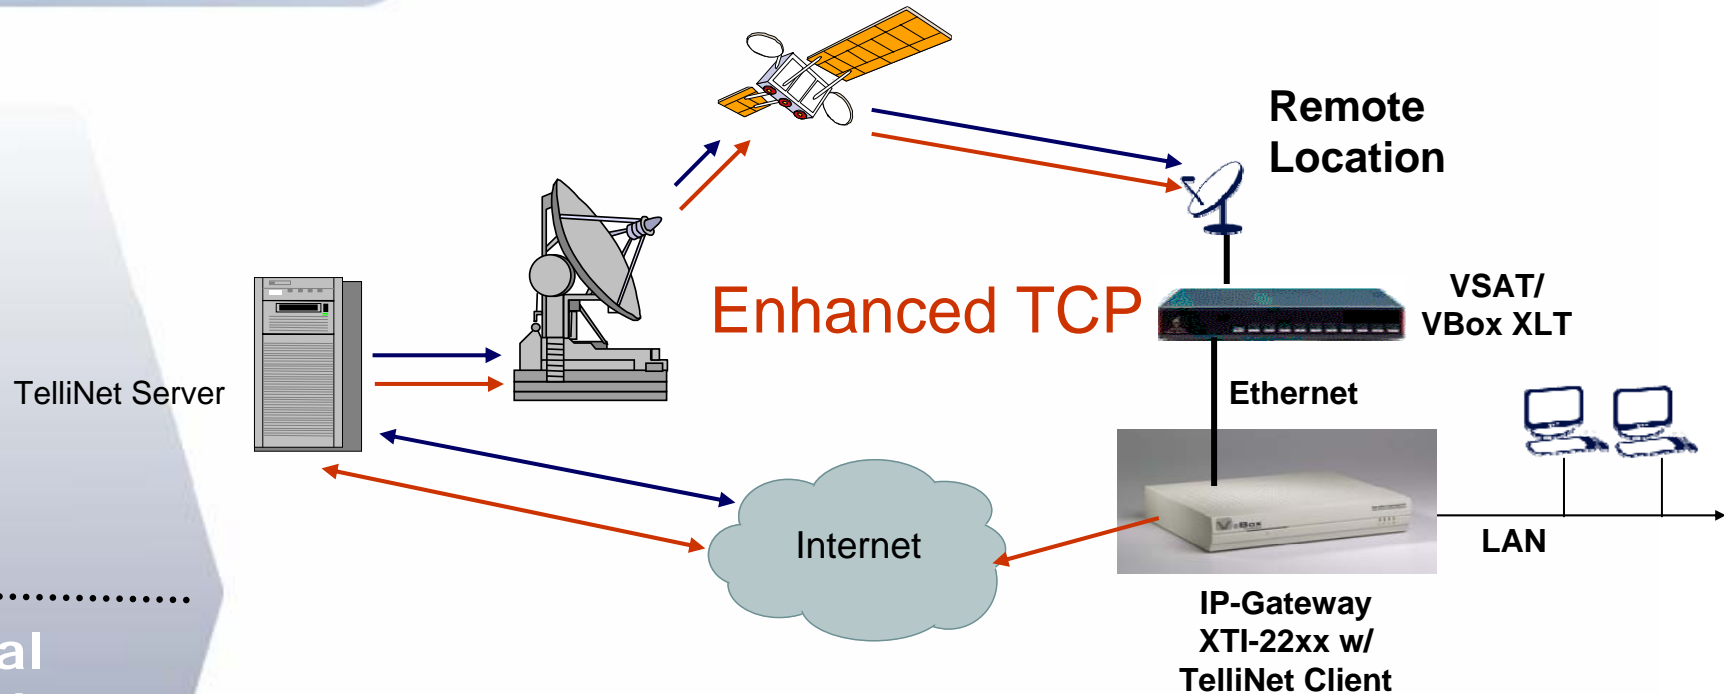 Remote
Location
Enhanced TCP
VSAT/
VBox XLT
TelliNet Server
Ethernet
Internet
LAN
IP-Gateway
XTI-22xx w/
TelliNet Client
al